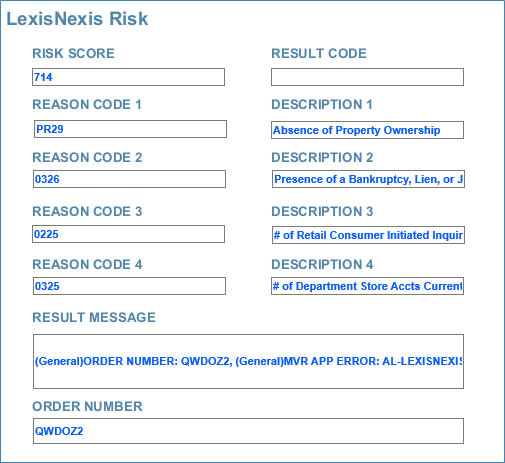 LexisNexis Risk
RISK SCORE RESULT CODE
714
REASON CODE 1 DESCRIPTION 1
PR29 Absence of Property Ownership
REASON CODE 2 DESCRIPTION 2
0326 Presence of a Bankruptcy, Lien, or J
REASON CODE 3 DESCRIPTION 3
0225 # of Retail Consumer Initiated Inquir
REASON CODE 4 DESCRIPTION 4
0325 # of Department Store Accts Current
RESULT MESSAGE
(General)ORDER NUMBER: QWDOZ2, (General)MVR APP ERROR: AL-LEXISNEXIS
ORDER NUMBER
QWDOZ2